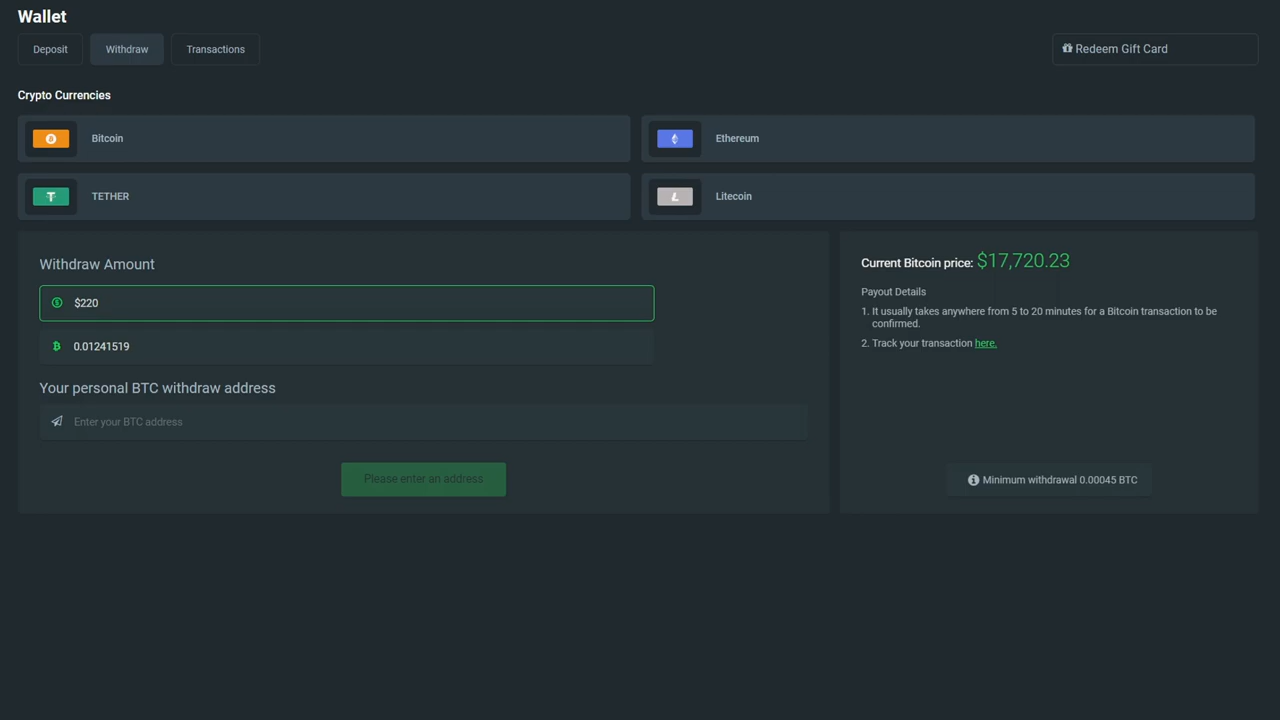 Wallet
Deposit
Withdraw
Transactions
Redeem Gift Card
Crypto Currencies
Bitcoin
Ethereum
TETHER
Litecoin
Withdraw Amount
$220
0.01241519
Your personal BTC withdraw address
Enter your BTC address
Please enter an address
Current Bitcoin price: $17,720.23
Payout Details
1. It usually takes anywhere from 5 to 20 minutes for a Bitcoin transaction to be
confirmed.
2. Track your transaction here.
Minimum withdrawal 0.00045 BTC